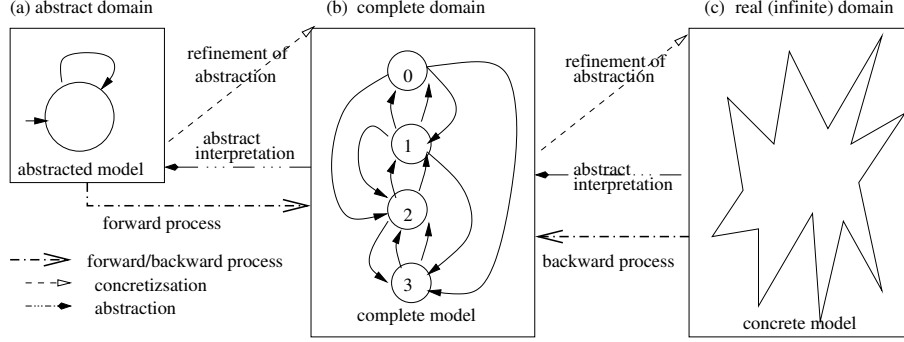 (a) abstract domain
(b) complete domain
(c) real (infinite) domain
refinement of
abstraction
abstract
interpretation
abstracted model
forward process
forward/backward process
concretizsation
abstraction
0
1
2
3
complete model
refinement of
abstraction
abstract
interpretation
backward process
concrete model